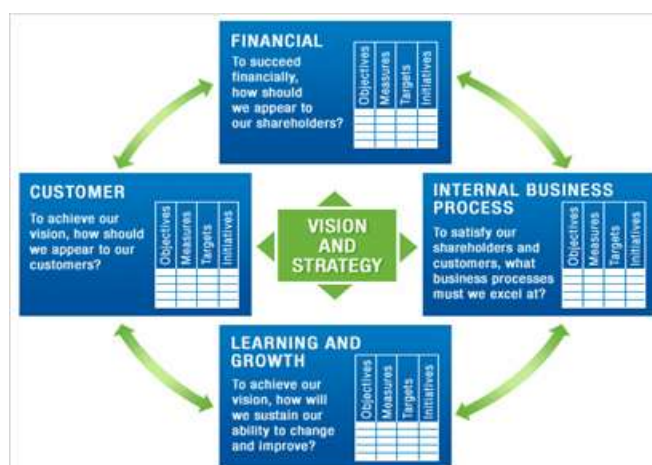 FINANCIAL
To succeed
financially,
how should
we appear to
our shareholders?
Objectives
Measures
Targets
Initiatives
CUSTOMER
To achieve our
vision, how should
we appear to our
customers?
Objectives
Measures
Targets
Initiatives
VISION
AND
STRATEGY
INTERNAL BUSINESS
PROCESS
To satisfy our
shareholders and
customers, what
business processes
must we excel at?
Objectives
Measures
Targets
Initiatives
LEARNING AND
GROWTH
To achieve our
vision, how will
we sustain our
ability to change
and improve?
Objectives
Measures
Targets
Initiatives